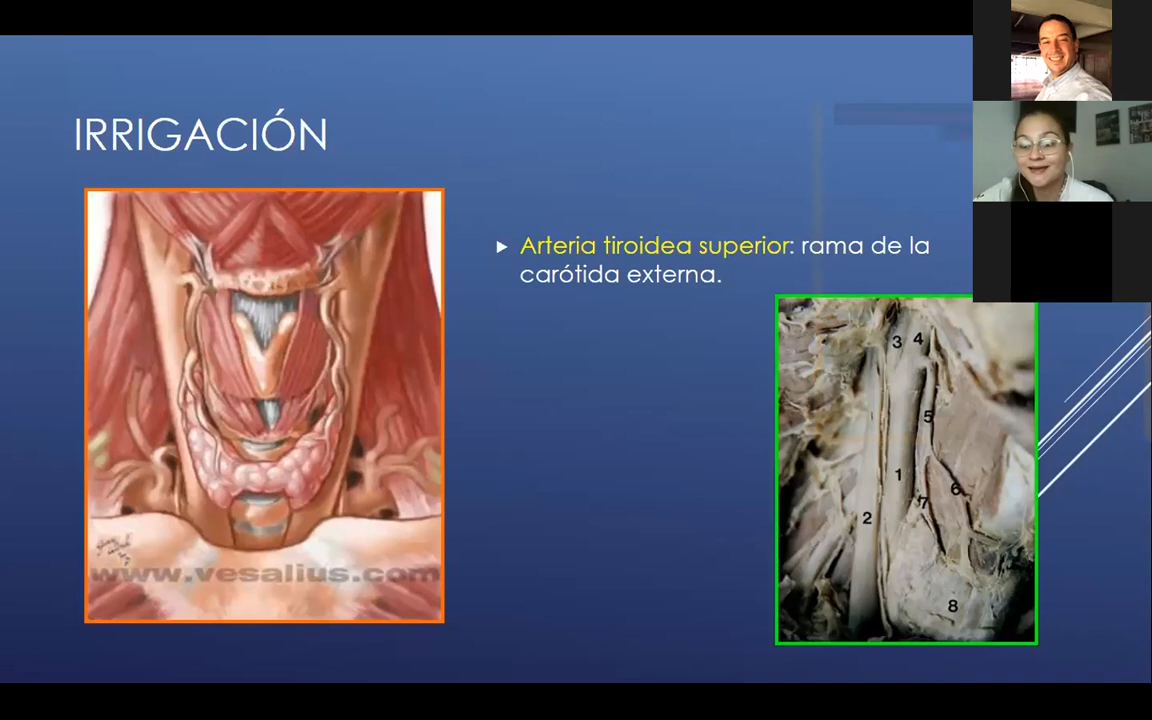 IRRIGACIÓN
Arteria tiroidea superior: rama de la
carótida externa.
www.vesalius.com
3 4
5
1
6
7
2
8